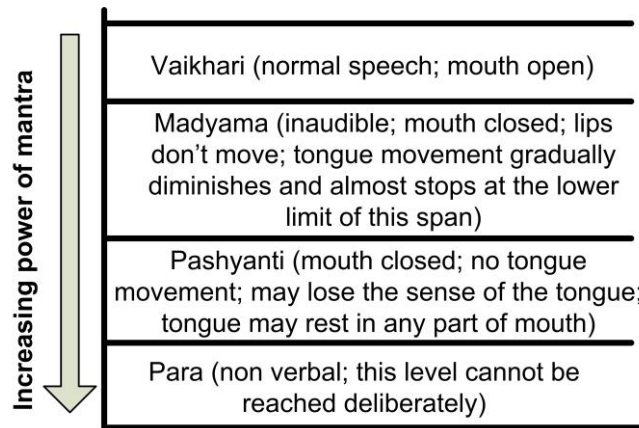 Increasing power of mantra
Vaikhari (normal speech; mouth open)
Madyama (inaudible; mouth closed; lips
don't move; tongue movement gradually
diminishes and almost stops at the lower
limit of this span)
Pashyanti (mouth closed; no tongue
movement; may lose the sense of the tongue;
tongue may rest in any part of mouth)
Para (non verbal; this level cannot be
reached deliberately)